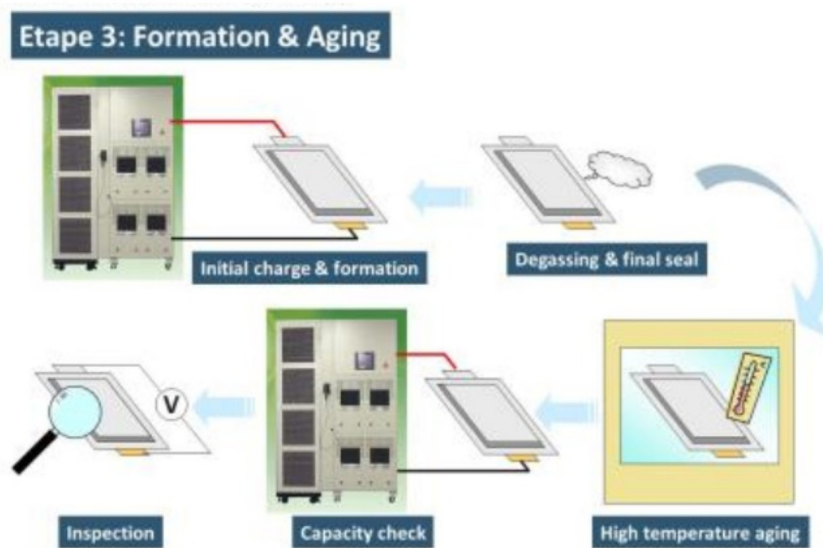 Etape 3: Formation & Aging
Initial charge & formation
Degassing & final seal
V
Inspection
Capacity check
High temperature aging